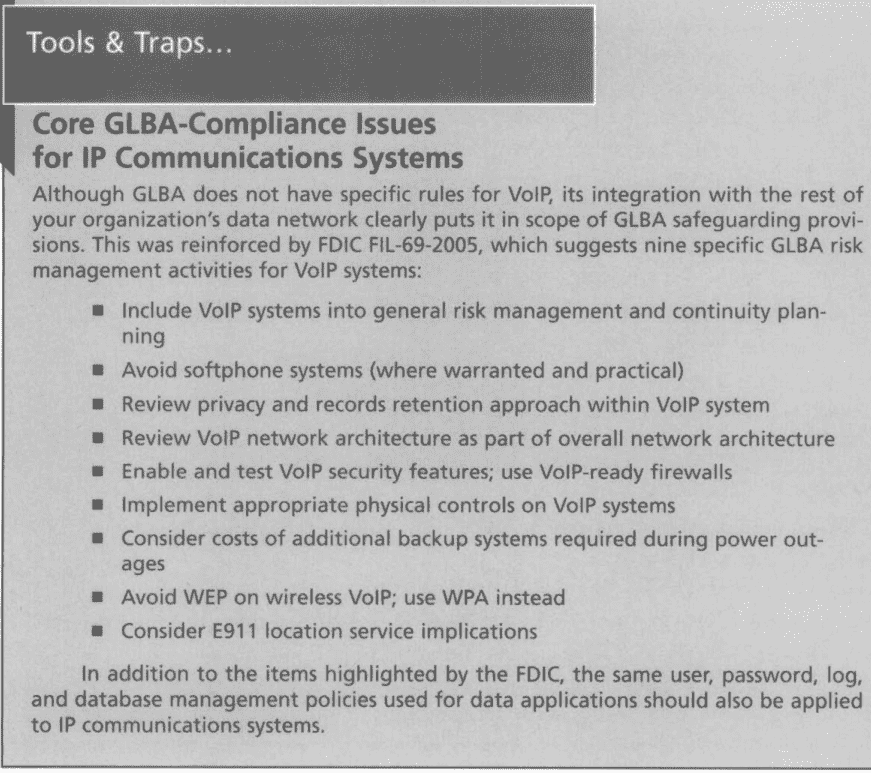 Tools & Traps...
Core GLBA-Compliance Issues
for IP Communications Systems
Although GLBA does not have specific rules for VoIP, its integration with the rest of
your organization's data network clearly puts it in scope of GLBA safeguarding provi-
sions. This was reinforced by FDIC FIL-69-2005, which suggests nine specific GLBA risk
management activities for VoIP systems:
■ Include VoIP systems into general risk management and continuity plan-
ning
■ Avoid softphone systems (where warranted and practical)
■ Review privacy and records retention approach within VoIP system
■ Review VoIP network architecture as part of overall network architecture
■ Enable and test VoIP security features; use VoIP-ready firewalls
■ Implement appropriate physical controls on VoIP systems
■ Consider costs of additional backup systems required during power out-
ages
■ Avoid WEP on wireless VoIP; use WPA instead
■ Consider E911 location service implications
In addition to the items highlighted by the FDIC, the same user, password, log,
and database management policies used for data applications should also be applied
to IP communications systems.